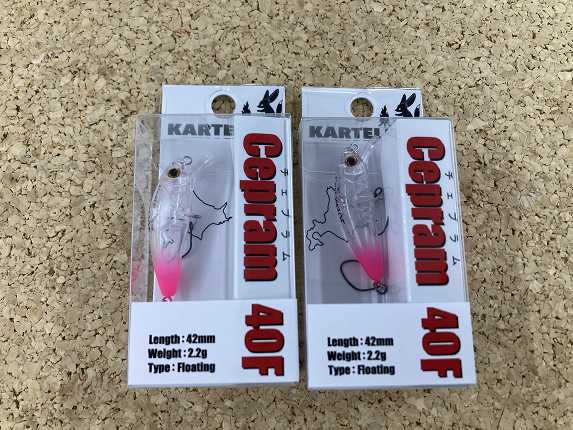 KARTEL
Cepram 40F
チェプラム
Length : 42mm
Weight : 2.2g
Type : Floating
KARTEL
Cepram 40F
チェプラム
Length : 42mm
Weight : 2.2g
Type : Floating